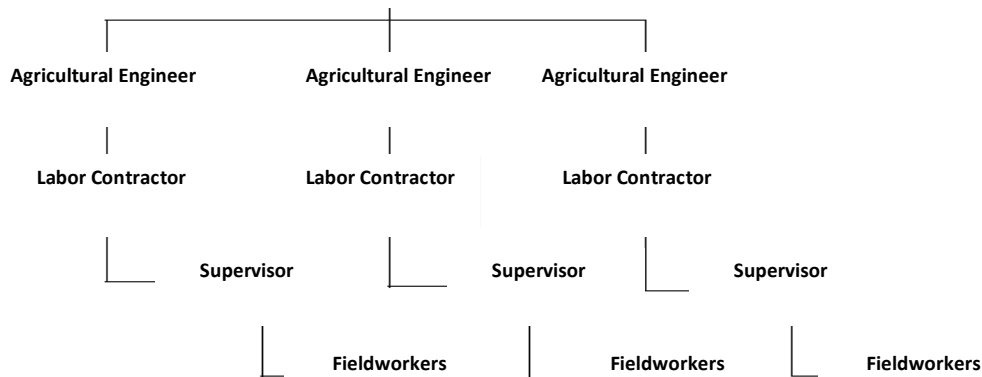 Agricultural Engineer Agricultural Engineer Agricultural Engineer
Labor Contractor Labor Contractor Labor Contractor
Supervisor Supervisor Supervisor
Fieldworkers Fieldworkers Fieldworkers